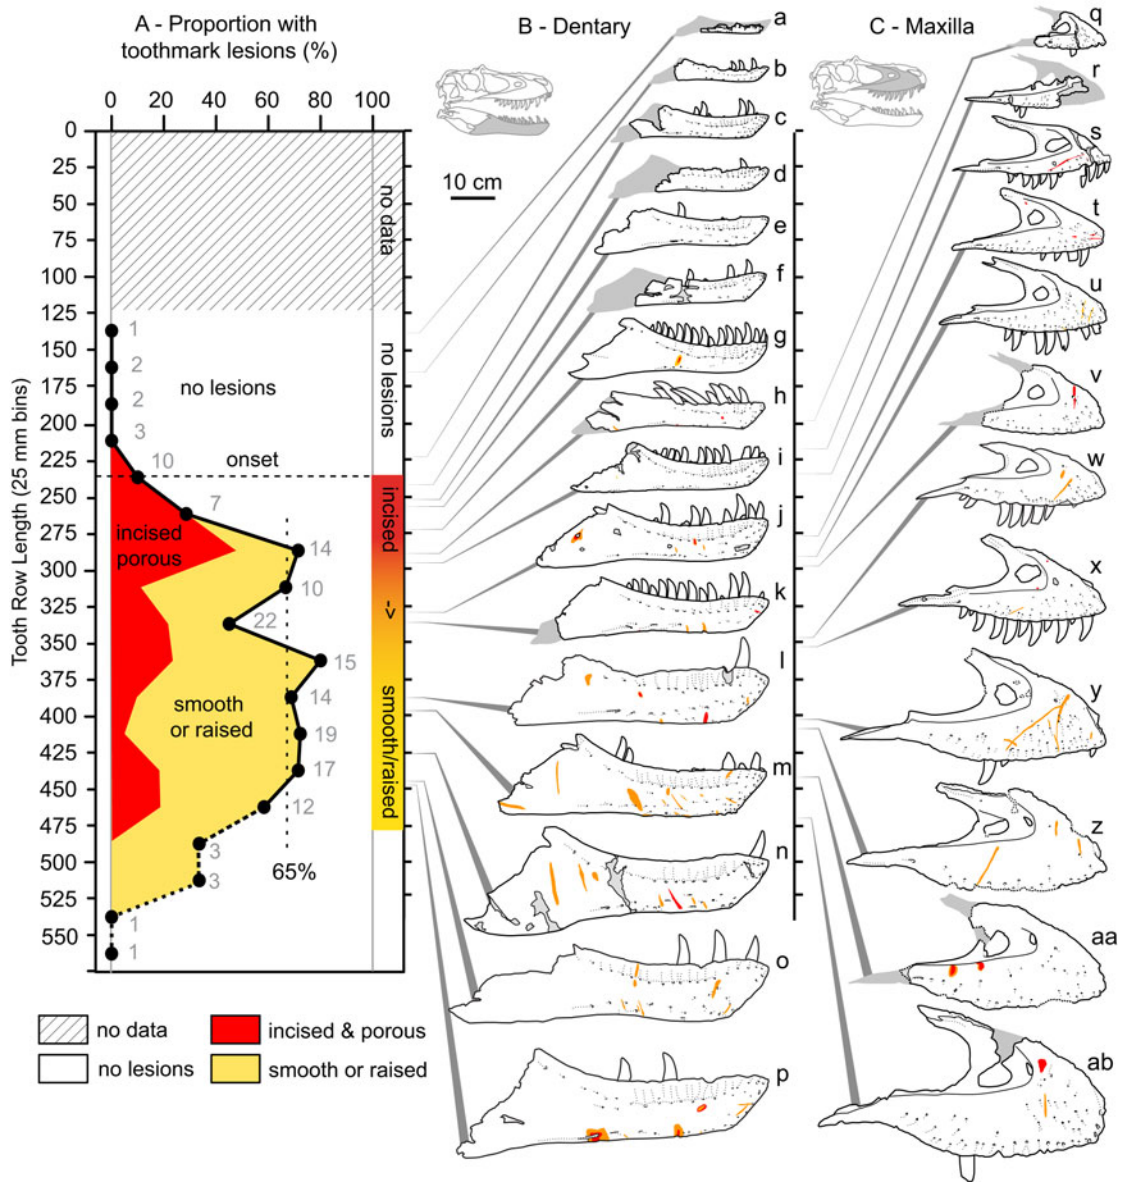 A - Proportion with
toothmark lesions (%)
0 20 40 60 80 100
Tooth Row Length (25 mm bins)
0
25
50
75
100
125
150
175
200
225
250
275
300
325
350
375
400
425
450
475
500
525
550
no data
no lesions
incised
->
smooth/raised
1
2
2
3
10
7
14
10
22
15
14
19
17
12
3
3
1
1
no lesions
onset
incised
porous
smooth
or raised
65%
no data
no lesions
incised & porous
smooth or raised
B - Dentary
10 cm
a
b
c
d
e
f
g
h
i
j
k
l
m
n
o
p
C - Maxilla
q
r
s
t
u
v
w
x
y
z
aa
ab